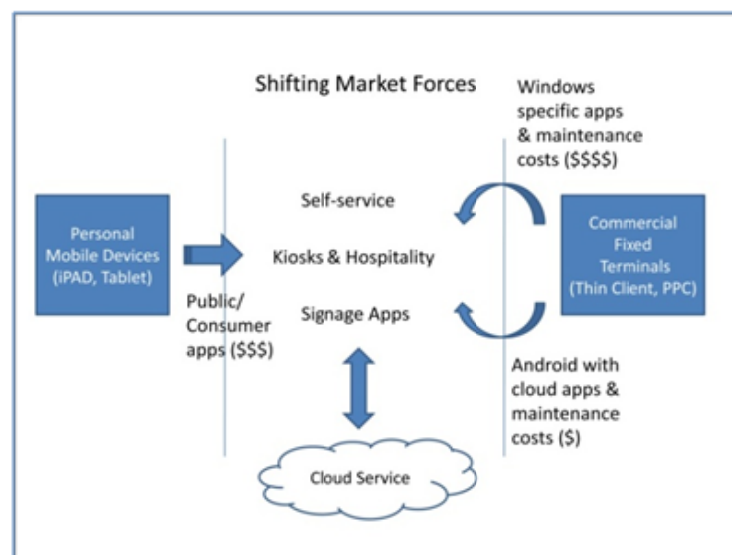 Shifting Market Forces
Windows
specific apps
& maintenance
costs ($$$$)
Self-service
Kiosks & Hospitality
Signage Apps
Personal
Mobile Devices
(iPAD, Tablet)
Public/
Consumer
apps ($$$)
Commercial
Fixed
Terminals
(Thin Client, PPC)
Android with
cloud apps &
maintenance
costs ($)
Cloud Service